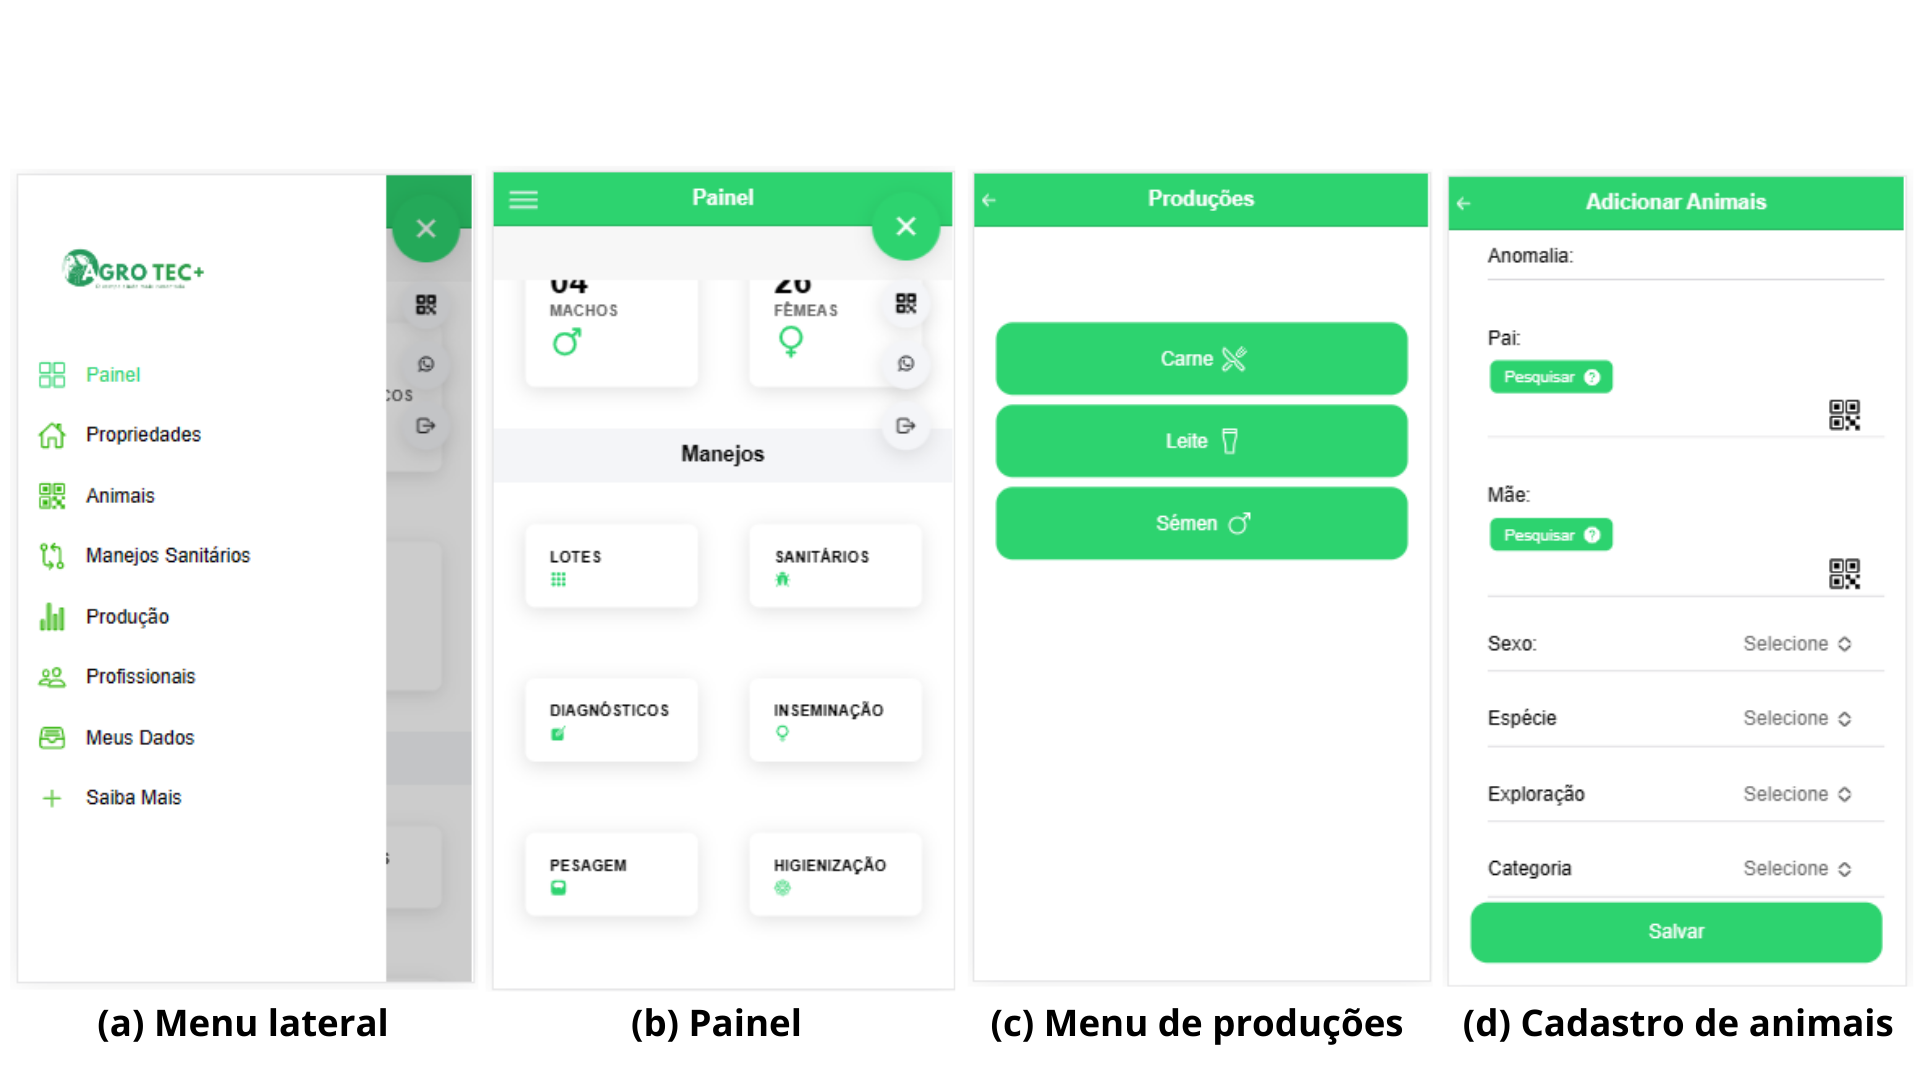 AGRO TEC+
Painel
Propriedades
Animais
Manejos Sanitários
Produção
Profissionais
Meus Dados
Saiba Mais
COS
S
(a) Menu lateral
Painel
04
MACHOS
26
FÊMEAS
Manejos
LOTES
SANITÁRIOS
DIAGNÓSTICOS
INSEMINAÇÃO
PESAGEM
HIGIENIZAÇÃO
(b) Painel
Produções
Carne
Leite
Sémen
(c) Menu de produções
Adicionar Animais
Anomalia:
Pai:
Pesquisar ?
Mãe:
Pesquisar ?
Sexo: Selecione
Espécie Selecione
Exploração Selecione
Categoria Selecione
Salvar
(d) Cadastro de animais